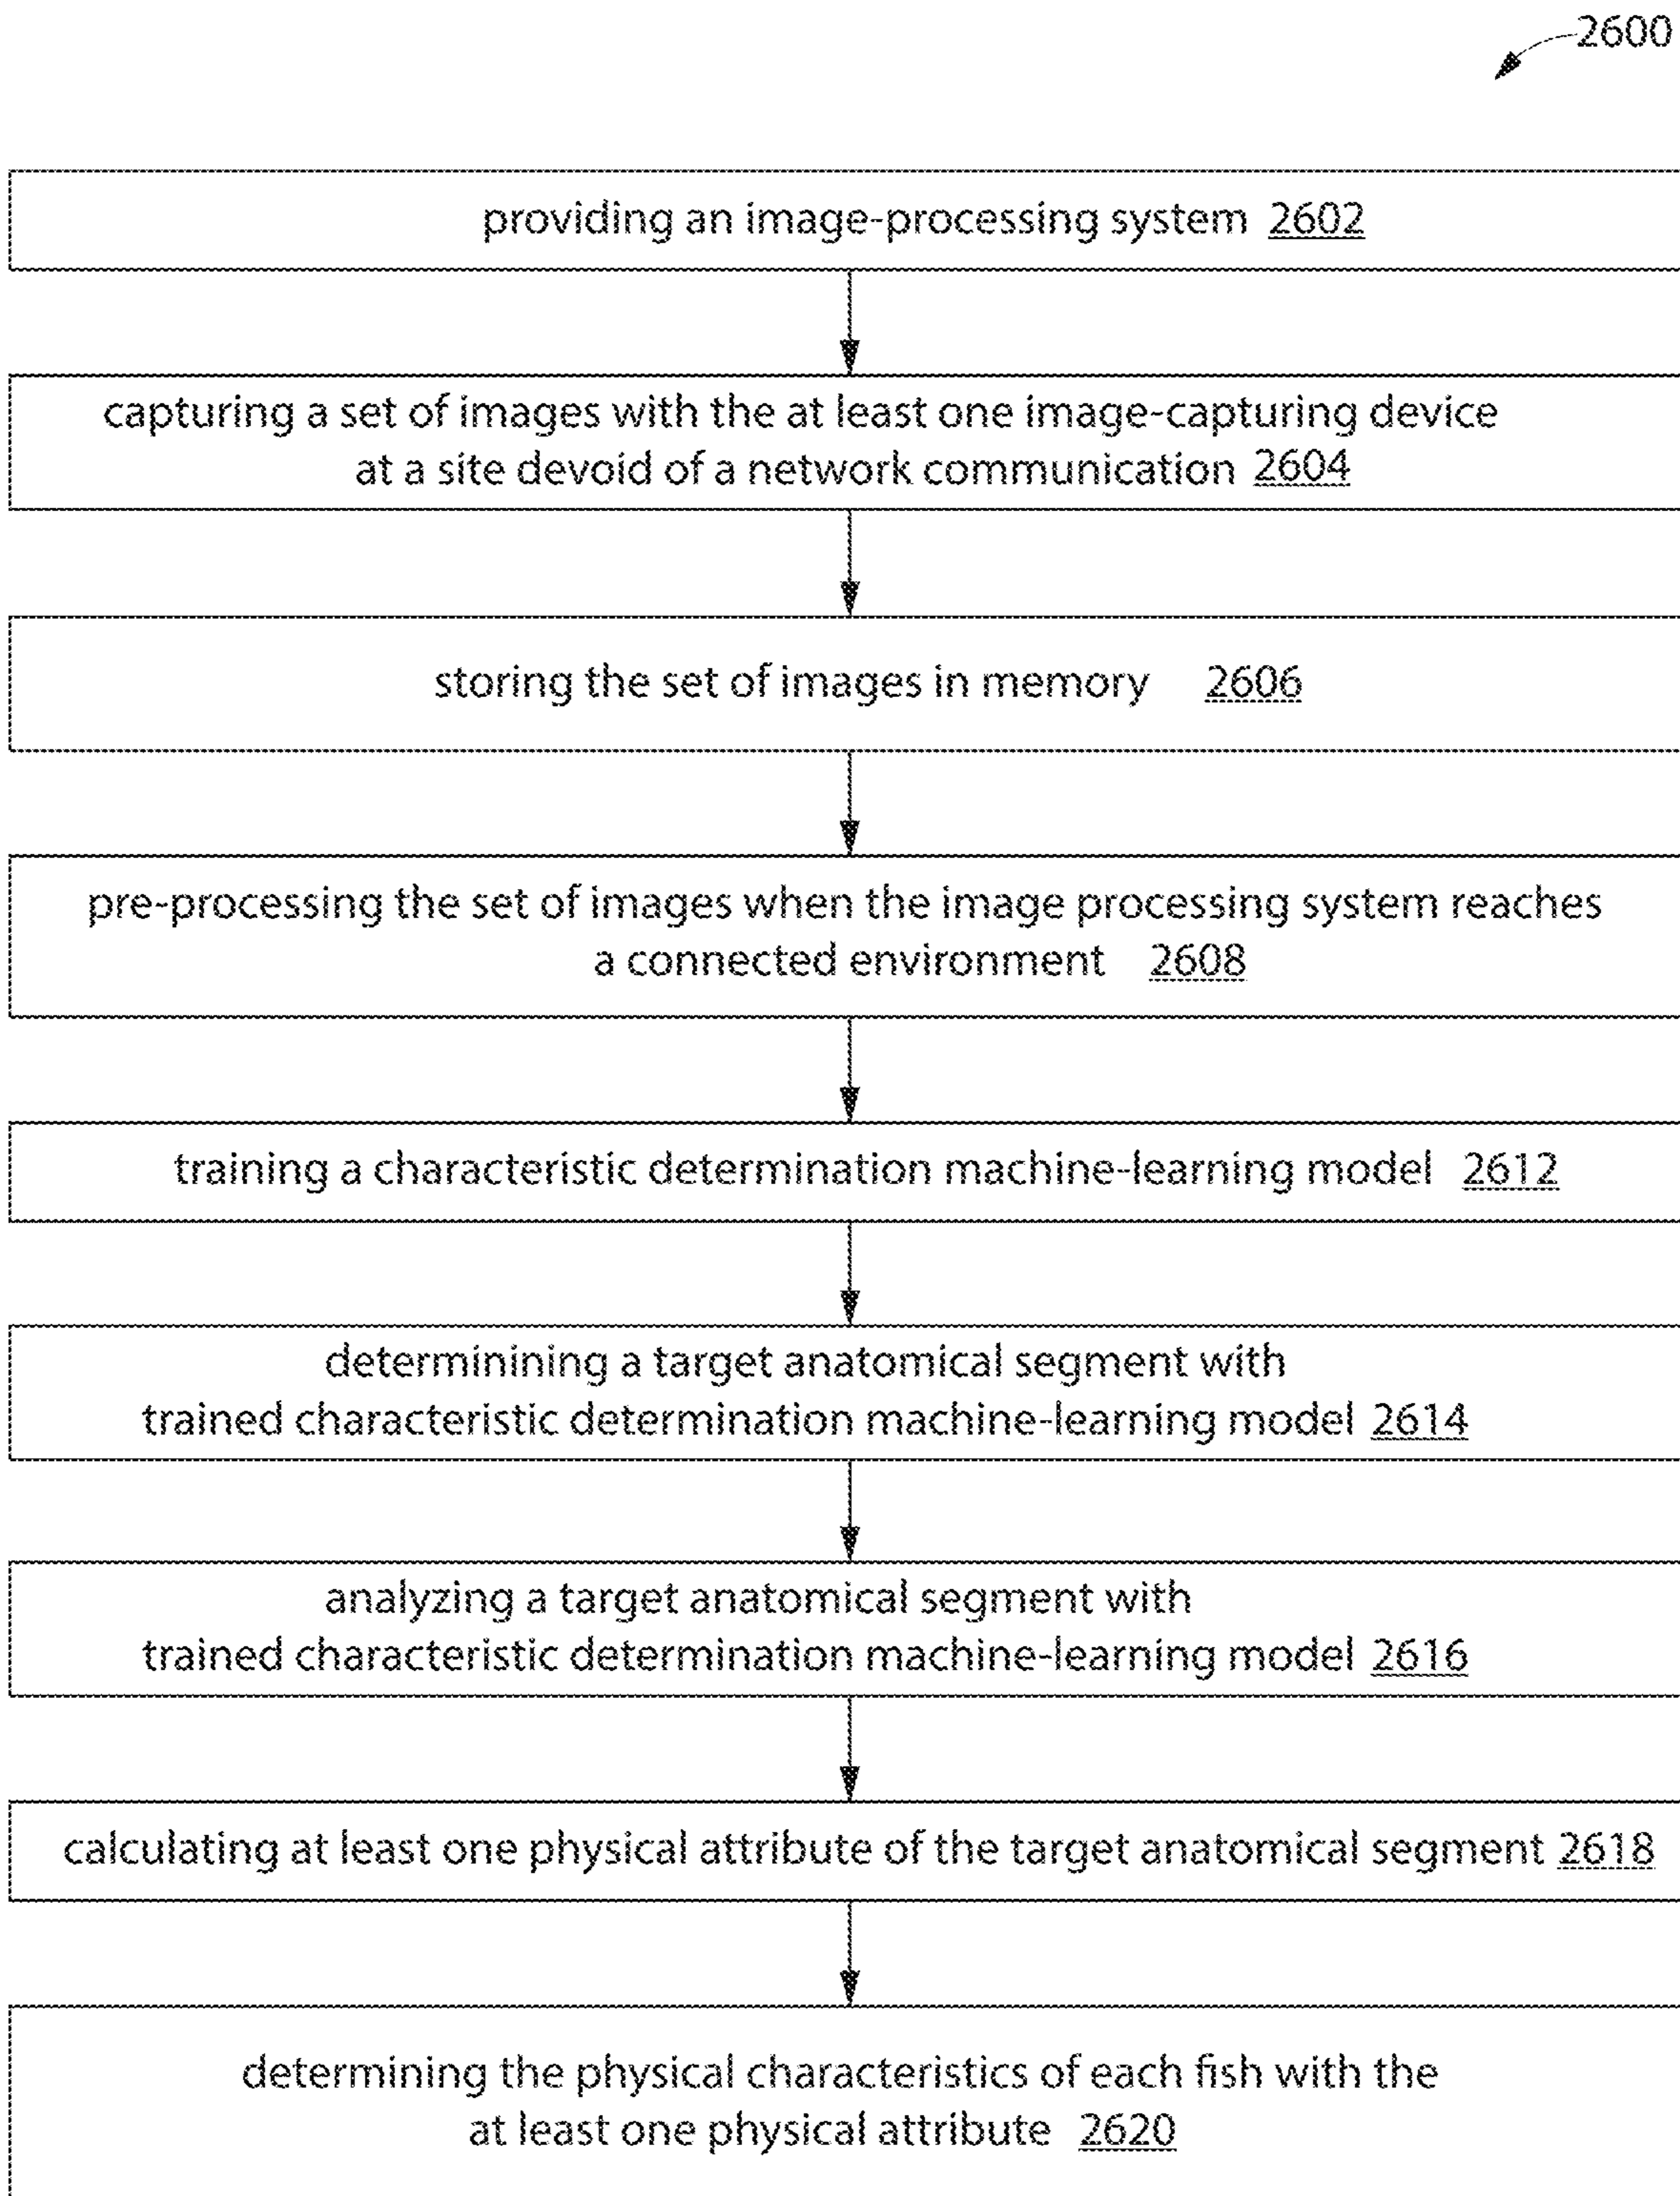 2600
providing an image-processing system 2602
capturing a set of images with the at least one image-capturing device
at a site devoid of a network communication 2604
storing the set of images in memory 2606
pre-processing the set of images when the image processing system reaches
a connected environment 2608
training a characteristic determination machine-learning model 2612
determinining a target anatomical segment with
trained characteristic determination machine-learning model 2614
analyzing a target anatomical segment with
trained characteristic determination machine-learning model 2616
calculating at least one physical attribute of the target anatomical segment 2618
determining the physical characteristics of each fish with the
at least one physical attribute 2620